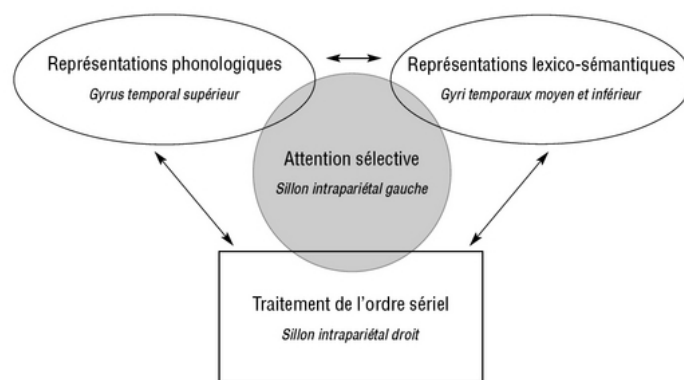 Représentations phonologiques
Gyrus temporal supérieur
Représentations lexico-sémantiques
Gyri temporaux moyen et inférieur
Attention sélective
Sillon intrapariétal gauche
Traitement de l'ordre sériel
Sillon intrapariétal droit